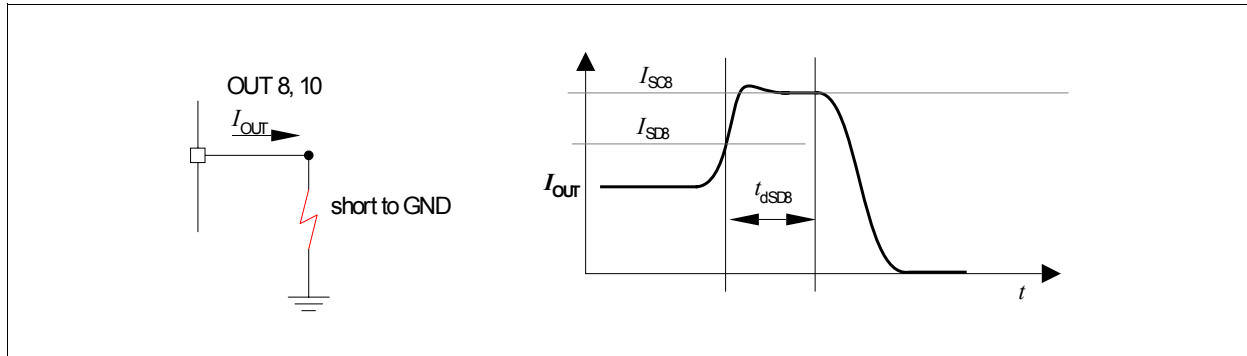 OUT 8, 10
I_OUT
short to GND
I_SC8
I_SD8
I_OUT
t_dSD8
t